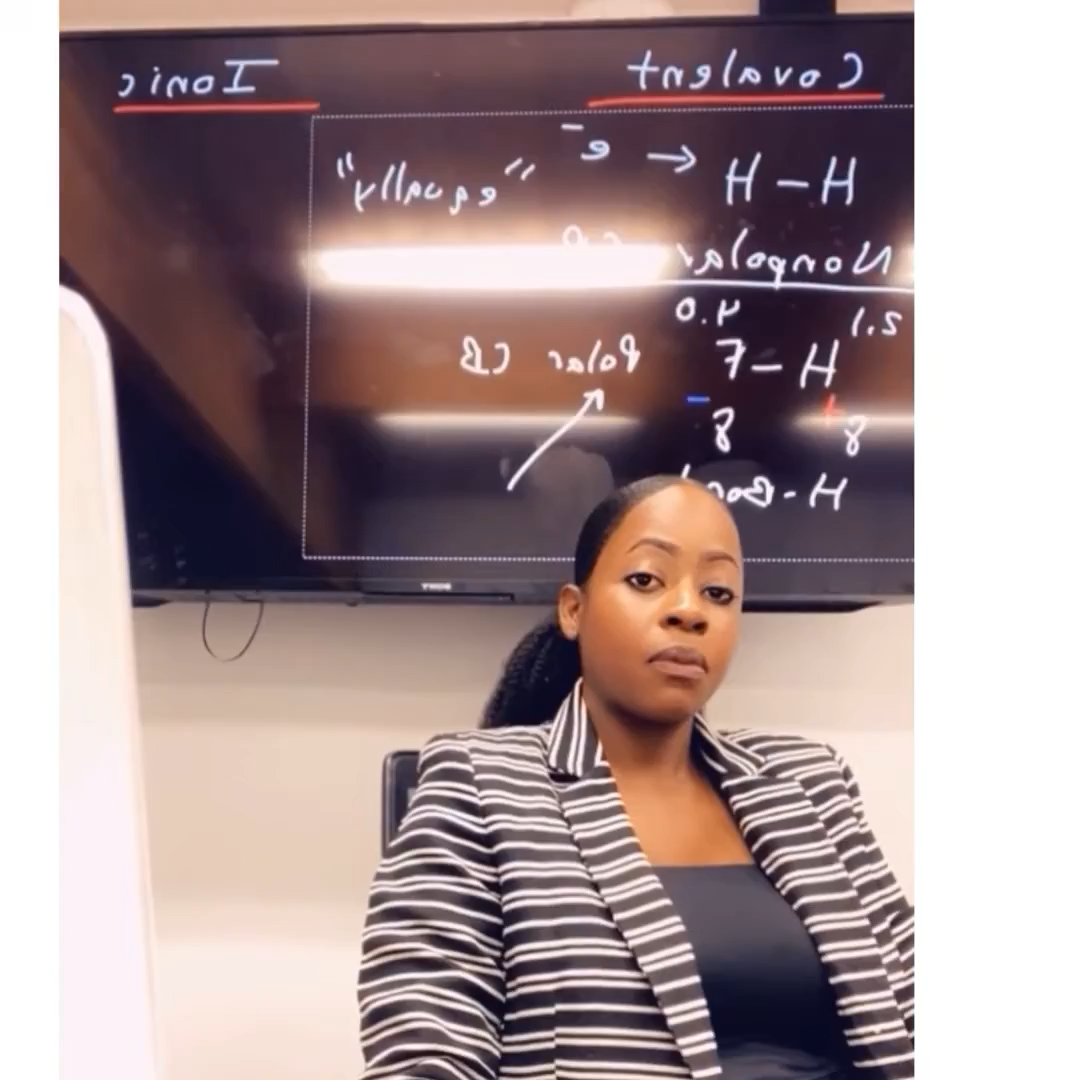 Covalent Ionic
H – H → e⁻ "equally"
Nonpolar
2.1 4.0
H – F Polar CB
δ⁺ δ⁻
H -